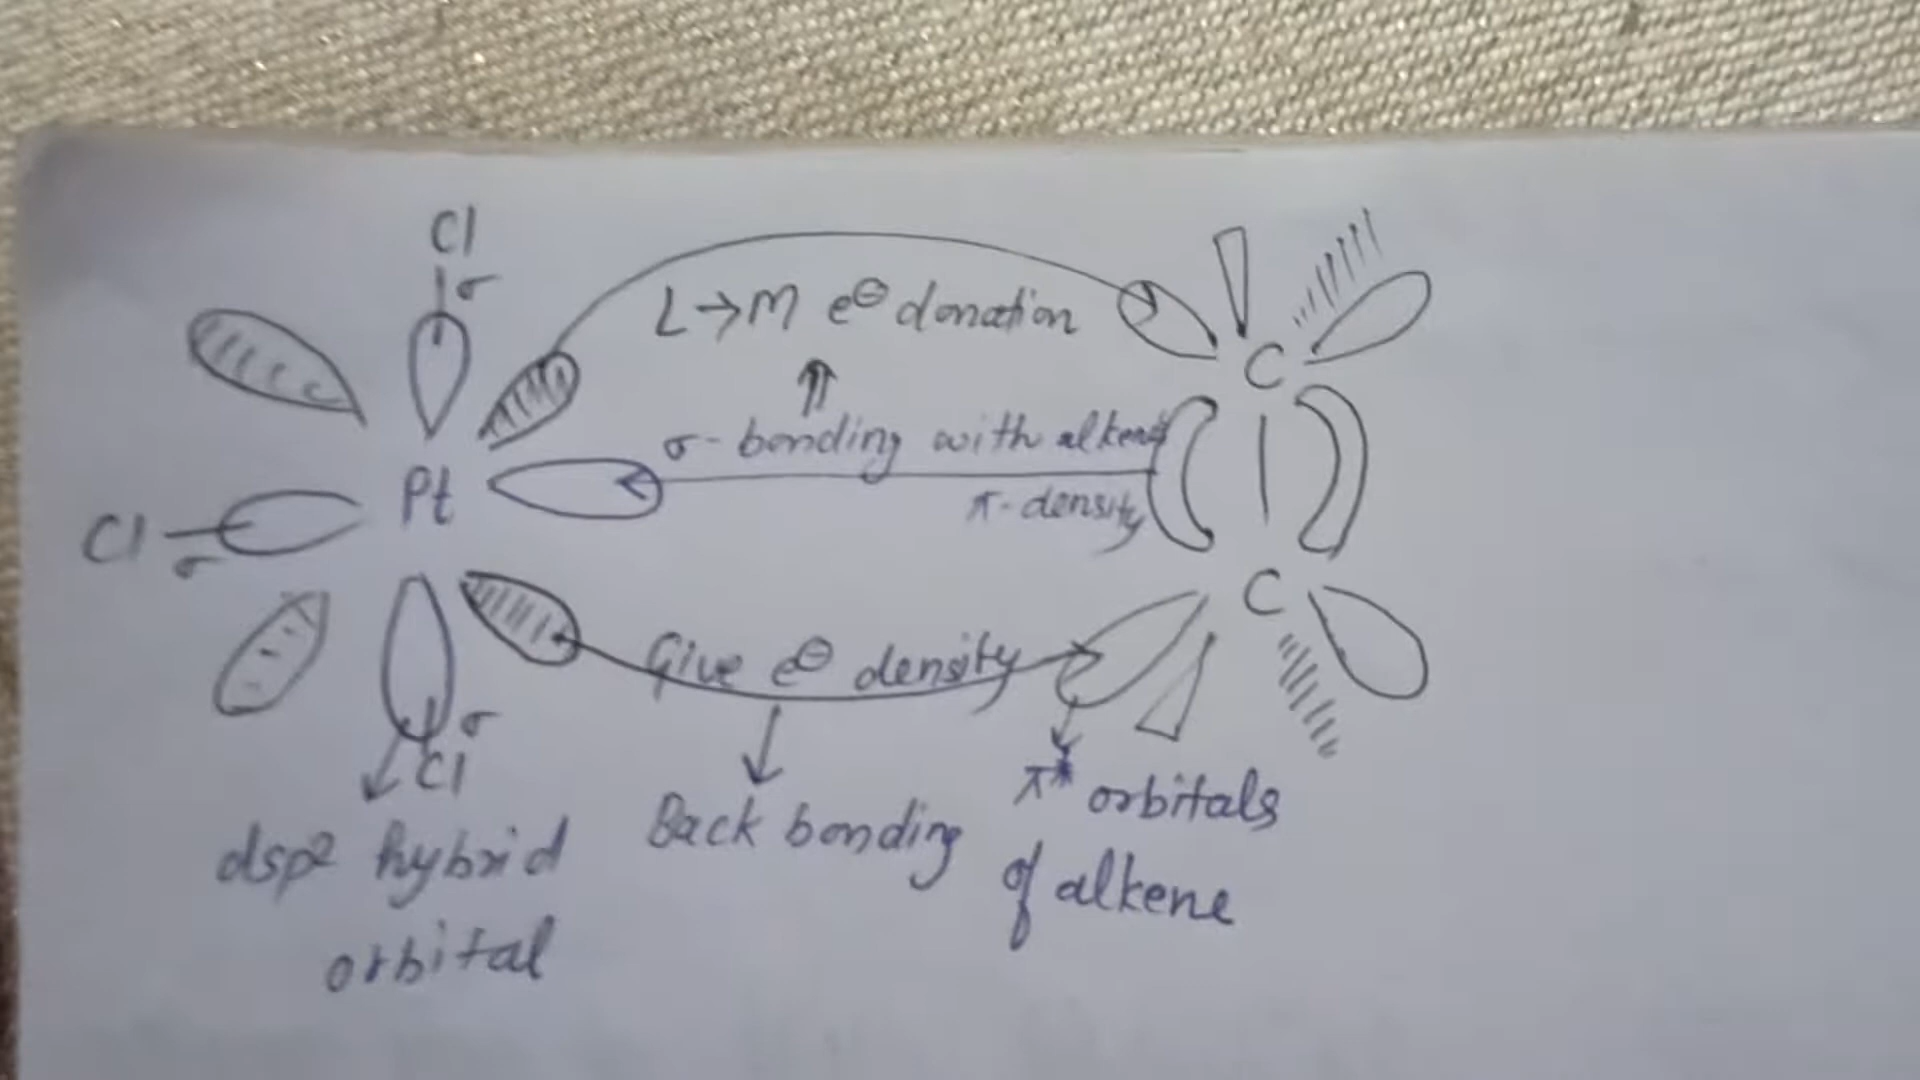 Cl
σ
L→M e⊖ donation
C
σ- bonding with alkene
Pt
π- density
Cl
σ
C
Give e⊖ density
σ
Cl
π* orbitals
of alkene
Back bonding
dsp2 hybrid
orbital